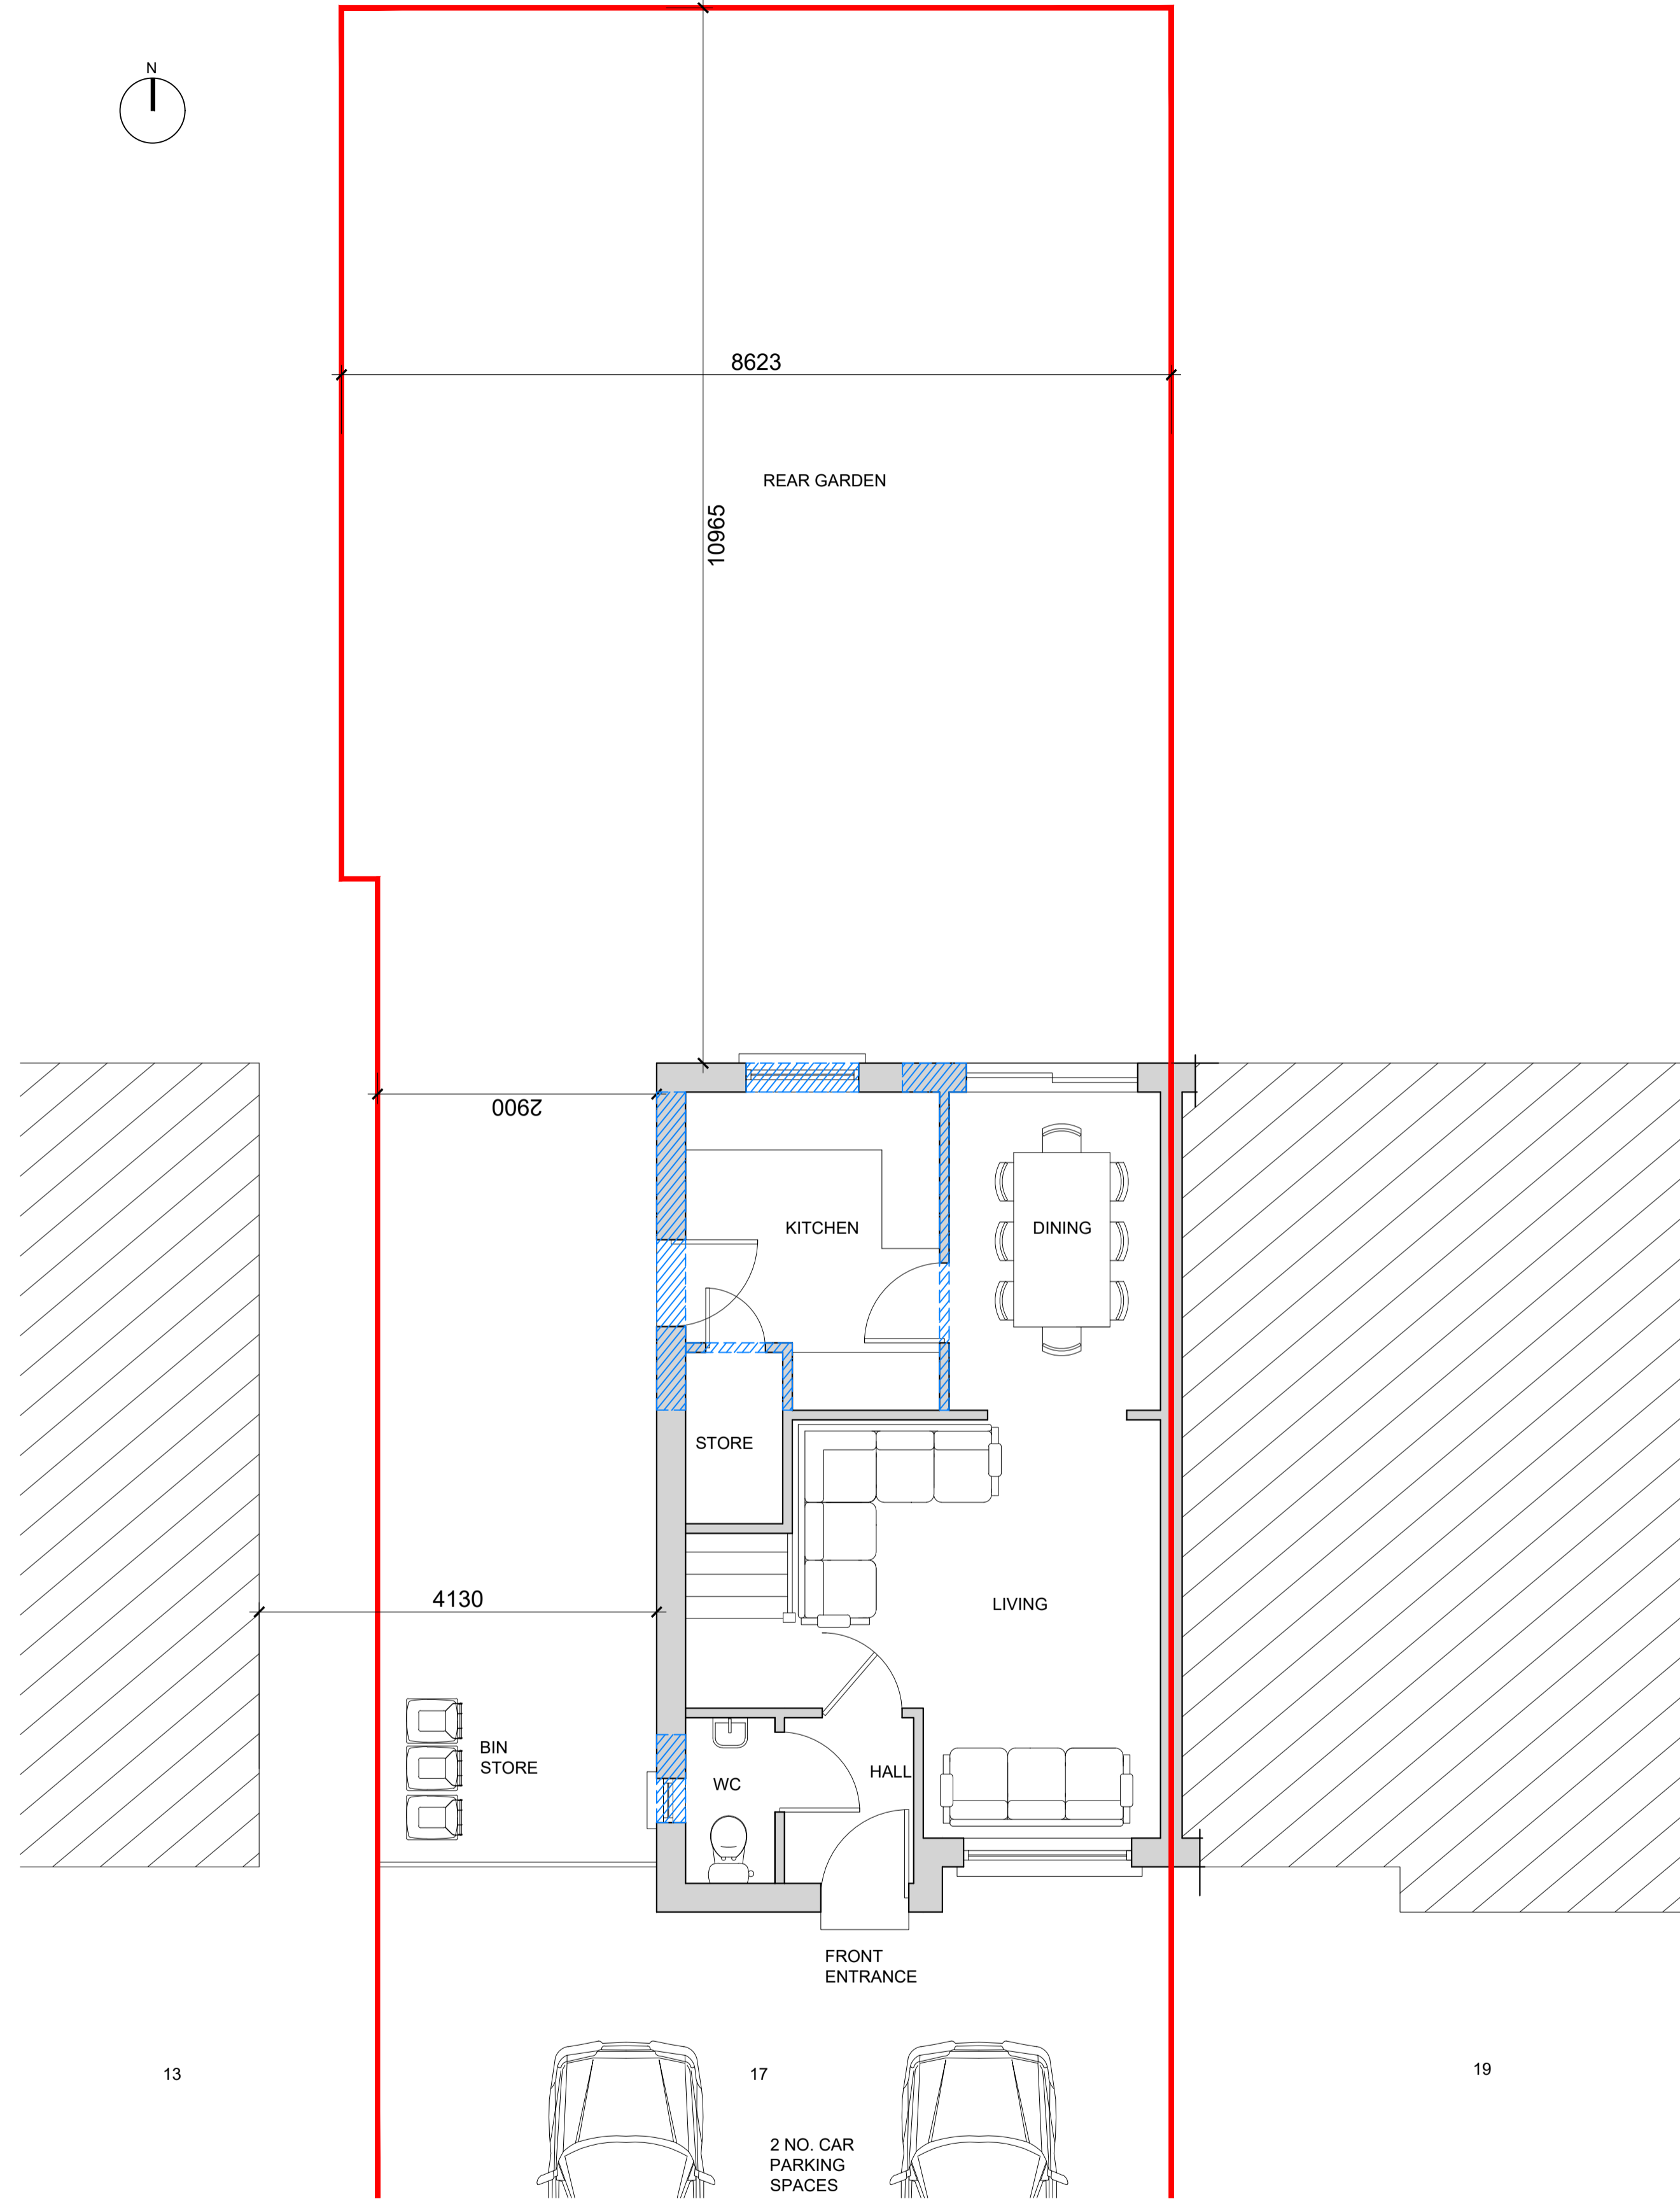 N
8623
REAR GARDEN
10965
2900
KITCHEN
DINING
STORE
4130
LIVING
BIN
STORE
WC
HALL
FRONT
ENTRANCE
13
17
19
2 NO. CAR
PARKING
SPACES